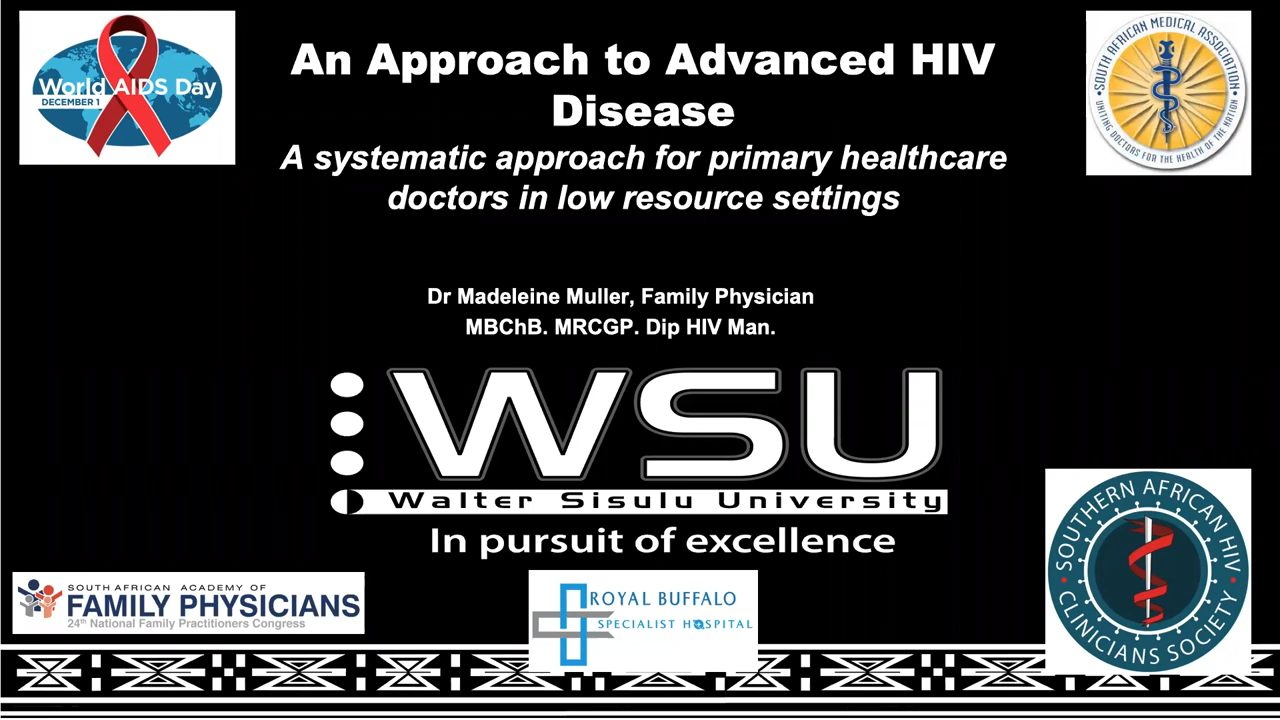 World AIDS Day
DECEMBER 1
An Approach to Advanced HIV
Disease
A systematic approach for primary healthcare
doctors in low resource settings
SOUTH AFRICAN MEDICAL ASSOCIATION
UNITING DOCTORS FOR THE HEALTH OF THE NATION
Dr Madeleine Muller, Family Physician
MBChB. MRCGP. Dip HIV Man.
WSU
Walter Sisulu University
In pursuit of excellence
SOUTH AFRICAN ACADEMY OF
FAMILY PHYSICIANS
24th National Family Practitioners Congress
ROYAL BUFFALO
SPECIALIST HOSPITAL
SOUTHERN AFRICAN HIV
CLINICIANS SOCIETY